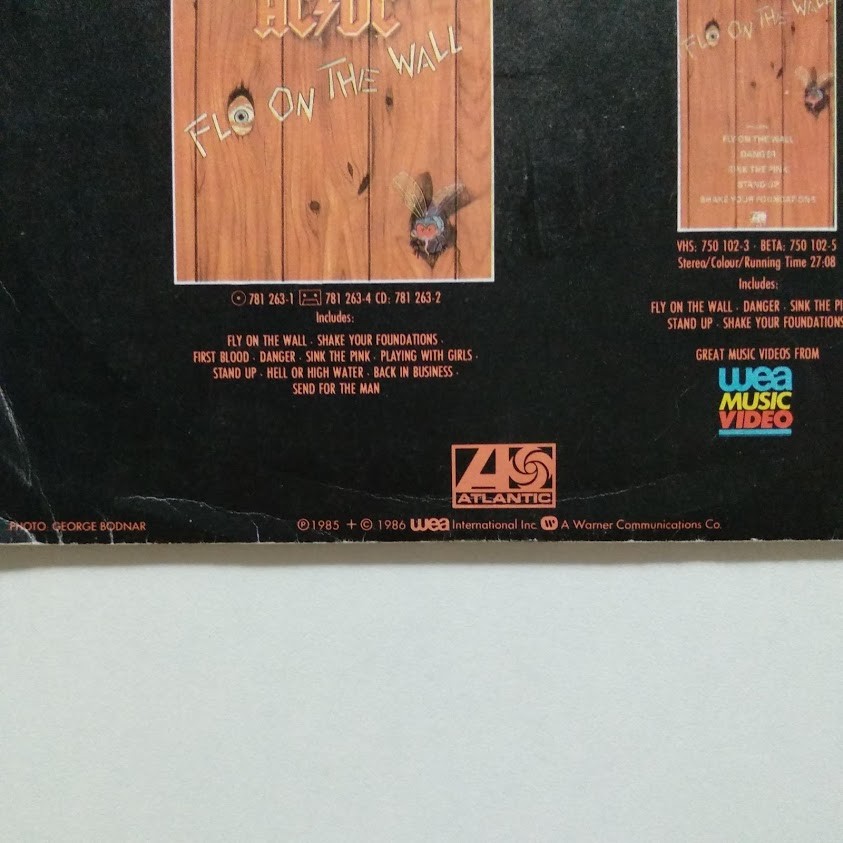 AC/DC
FLY ON THE WALL
781 263-1 781 263-4 CD: 781 263-2
Includes:
FLY ON THE WALL · SHAKE YOUR FOUNDATIONS ·
FIRST BLOOD · DANGER · SINK THE PINK · PLAYING WITH GIRLS ·
STAND UP · HELL OR HIGH WATER · BACK IN BUSINESS ·
SEND FOR THE MAN
FLY ON THE WALL
FLY ON THE WALL
DANGER
SINK THE PINK
STAND UP
SHAKE YOUR FOUNDATIONS
VHS: 750 102-3 · BETA: 750 102-5
Stereo/Colour/Running Time 27:08
Includes:
FLY ON THE WALL · DANGER · SINK THE PI
STAND UP · SHAKE YOUR FOUNDATIONS
GREAT MUSIC VIDEOS FROM
wea
MUSIC
VIDEO
ATLANTIC
PHOTO: GEORGE BODNAR
℗ 1985 + © 1986 wea International Inc. A Warner Communications Co.